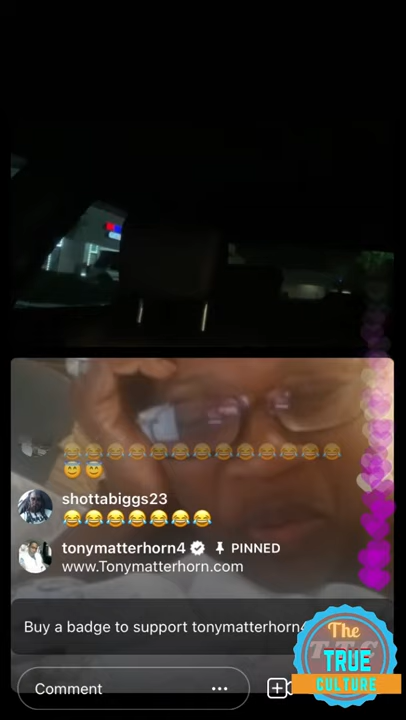 😂😂😂😂😂😂😂😂😂😂😂😂😂
😇😇
shottabiggs23
😂😂😂😂😂😂😂
tonymatterhorn4 PINNED
www.Tonymatterhorn.com
Buy a badge to support tonymatterhorn4
Comment ...
The
TRUE
CULTURE